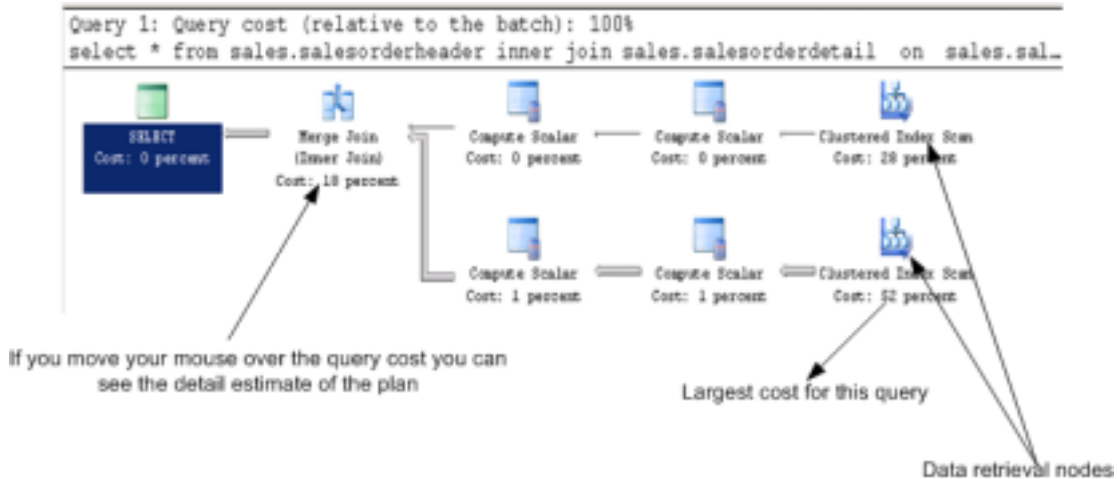 Query 1: Query cost (relative to the batch): 100%
select * from sales.salesorderheader inner join sales.salesorderdetail on sales.sal…
SELECT
Cost: 0 percent
Merge Join
(Inner Join)
Cost: 18 percent
Compute Scalar
Cost: 0 percent
Compute Scalar
Cost: 0 percent
Clustered Index Scan
Cost: 28 percent
Compute Scalar
Cost: 1 percent
Compute Scalar
Cost: 1 percent
Clustered Index Scan
Cost: 52 percent
If you move your mouse over the query cost you can
see the detail estimate of the plan
Largest cost for this query
Data retrieval nodes